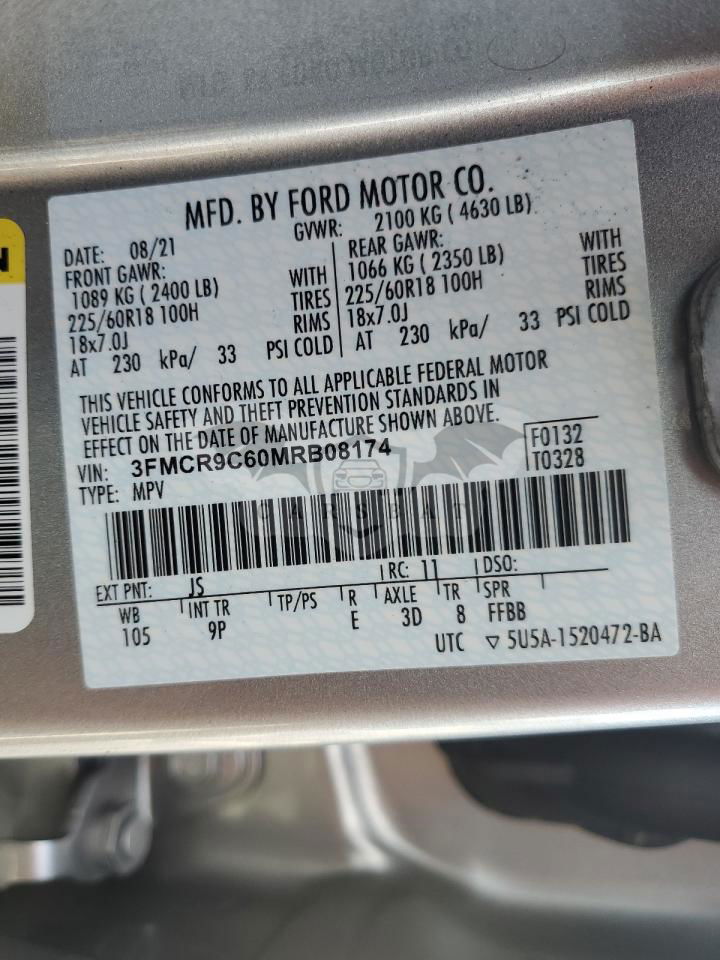 MFD. BY FORD MOTOR CO.
DATE: 08/21 GVWR: 2100 KG ( 4630 LB)
FRONT GAWR:
1089 KG ( 2400 LB) WITH
225/60R18 100H TIRES
18x7.0J RIMS
AT 230 kPa/ 33 PSI COLD
REAR GAWR: WITH
1066 KG ( 2350 LB) TIRES
225/60R18 100H RIMS
18x7.0J
AT 230 kPa/ 33 PSI COLD
THIS VEHICLE CONFORMS TO ALL APPLICABLE FEDERAL MOTOR
VEHICLE SAFETY AND THEFT PREVENTION STANDARDS IN
EFFECT ON THE DATE OF MANUFACTURE SHOWN ABOVE.
VIN: 3FMCR9C60MRB08174 F0132
TYPE: MPV T0328
CARSBAT
EXT PNT: JS RC: 11 DSO:
WB INT TR TP/PS R AXLE TR SPR
105 9P E 3D 8 FFBB
UTC ▽ 5U5A-1520472-BA
N